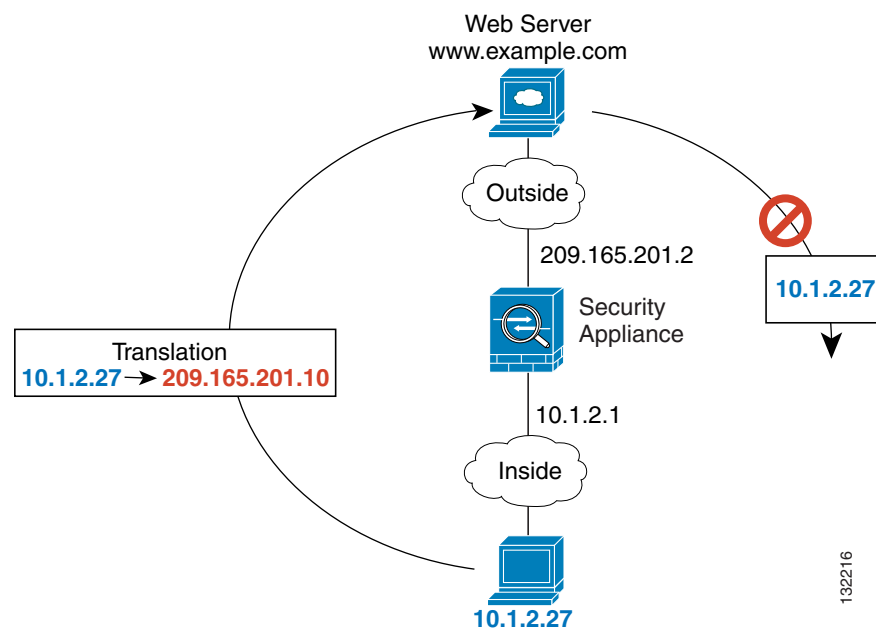 Web Server
www.example.com
Outside
209.165.201.2
10.1.2.27
Security
Appliance
Translation
10.1.2.27 209.165.201.10
10.1.2.1
Inside
10.1.2.27
132216